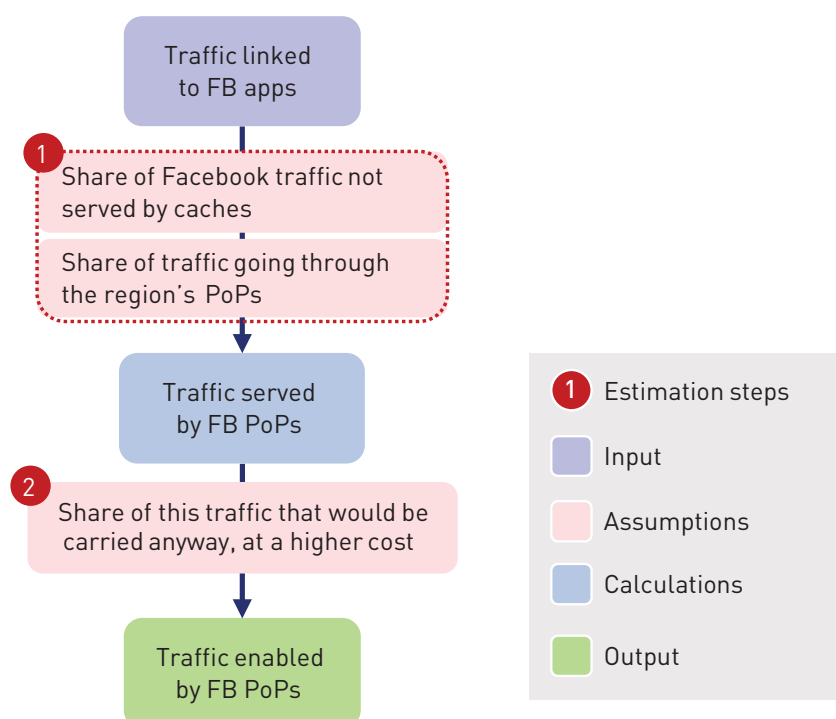 Traffic linked
to FB apps
1
Share of Facebook traffic not
served by caches
Share of traffic going through
the region's PoPs
Traffic served
by FB PoPs
2
Share of this traffic that would be
carried anyway, at a higher cost
Traffic enabled
by FB PoPs
1 Estimation steps
Input
Assumptions
Calculations
Output